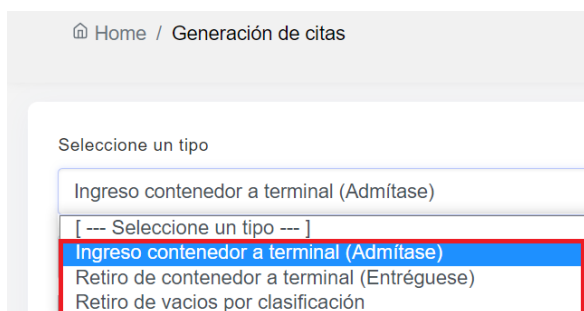 Home / Generación de citas
Seleccione un tipo
Ingreso contenedor a terminal (Admítase)
[ --- Seleccione un tipo --- ]
Ingreso contenedor a terminal (Admítase)
Retiro de contenedor a terminal (Entréguese)
Retiro de vacios por clasificación